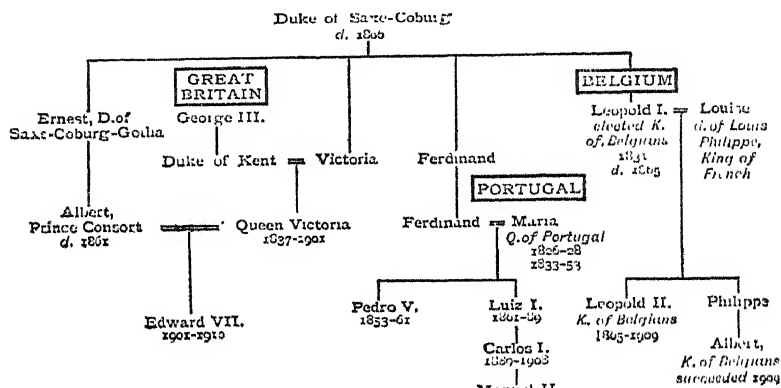 Duke of Saxe-Coburg
d. 1806
GREAT
BRITAIN
BELGIUM
Ernest, D. of
Saxe-Coburg-Gotha
George III.
Leopold I. = Louise
elected K.
of Belgians
1831
d. 1865
d. of Louis
Philippe,
King of
French
Duke of Kent = Victoria
Ferdinand
PORTUGAL
Albert,
Prince Consort
d. 1861
Queen Victoria
1837-1901
Ferdinand = Maria
Q. of Portugal
1826-28
1833-53
Edward VII.
1901-1910
Pedro V.
1853-61
Luiz I.
1861-89
Leopold II.
K. of Belgians
1865-1909
Philippe
Carlos I.
1889-1908
Albert,
K. of Belgians
succeeded 1909